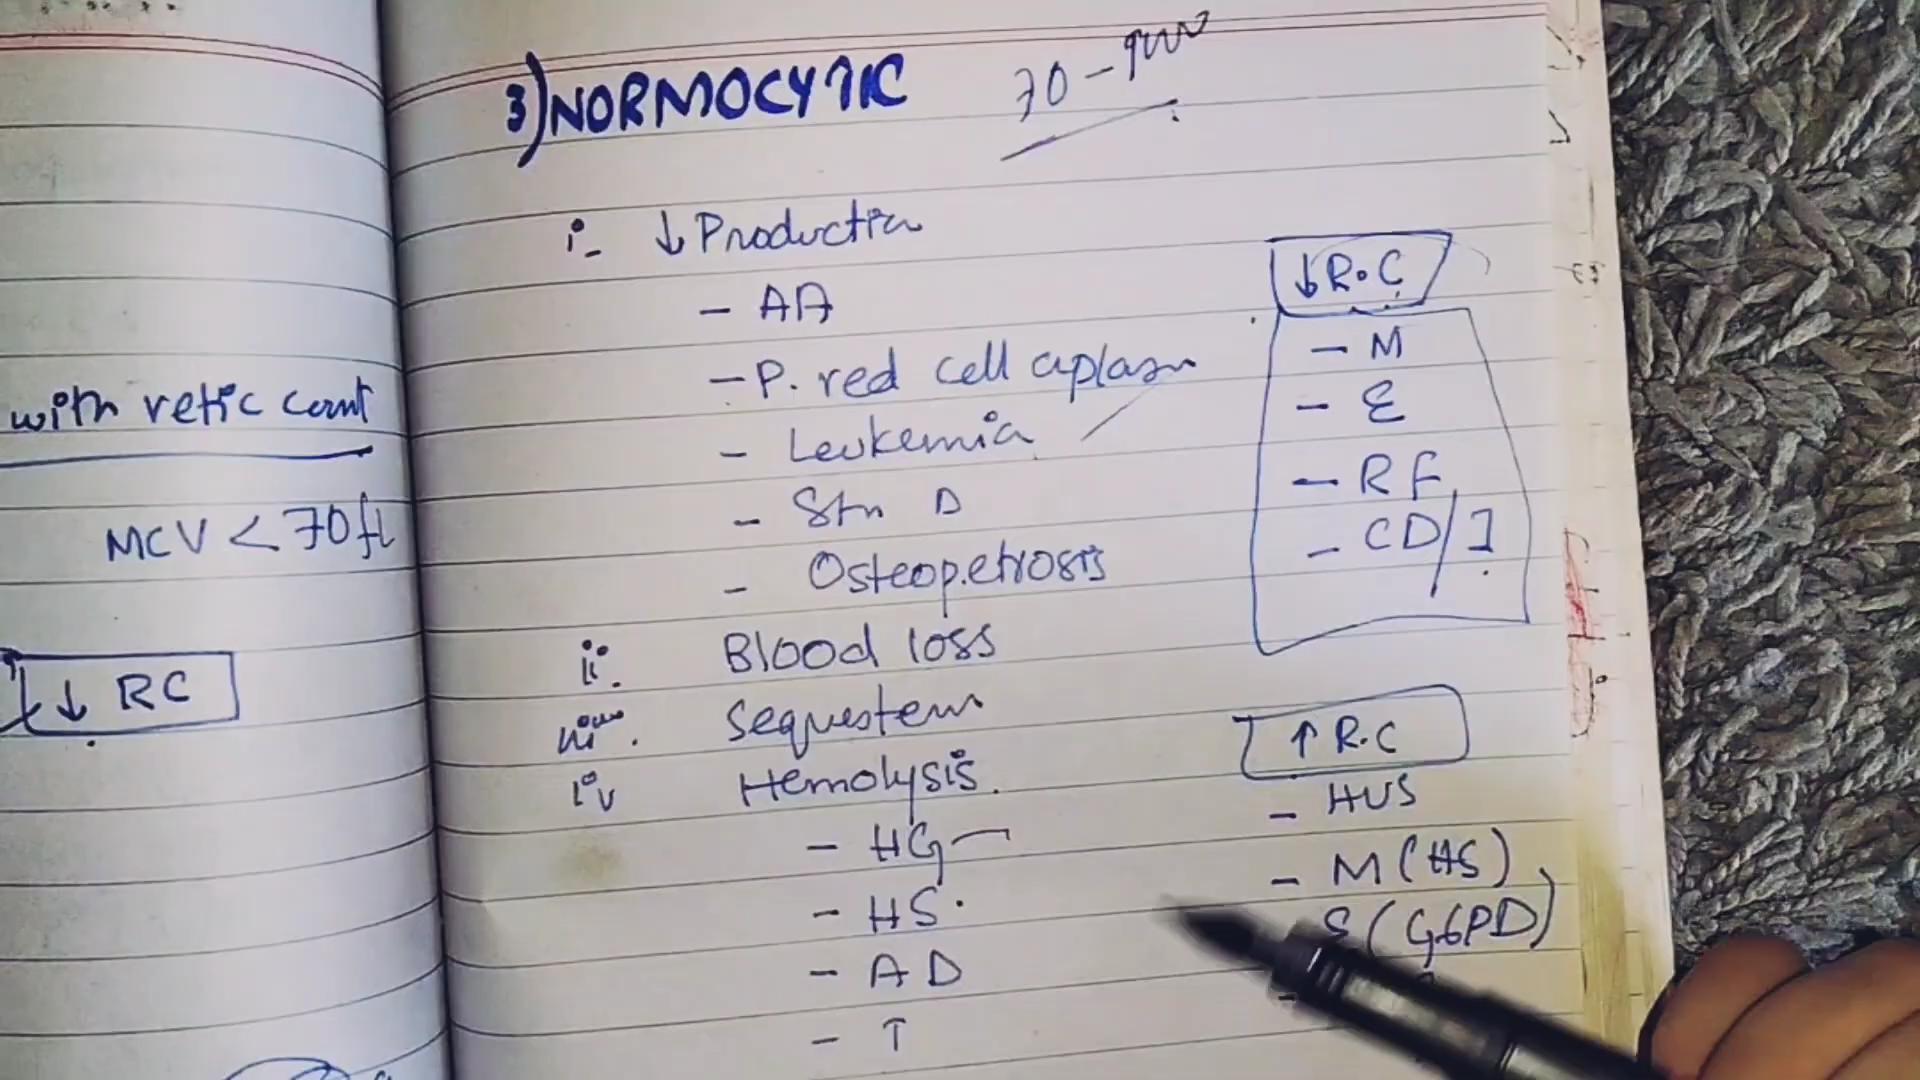 with retic count
MCV < 70 fl
↓ RC
3) NORMOCYTIC
70 -
i- ↓ Production
- AA
- P. red cell aplasia
- Leukemia
- D
- Osteopetrosis
ii. Blood loss
iii. Sequestern
iv Hemolysis.
- HG
- HS.
- AD
- T
↓ R.C
- M
- E
- RF
- CD/I
↑ R.C
- HUS
- M (HS)
(G6PD)